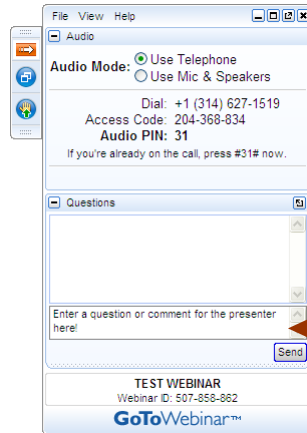 File View Help
Audio
Audio Mode: Use Telephone
Use Mic & Speakers
Dial: +1 (314) 627-1519
Access Code: 204-368-834
Audio PIN: 31
If you're already on the call, press #31# now.
Questions
Enter a question or comment for the presenter
here!
Send
TEST WEBINAR
Webinar ID: 507-858-862
GoToWebinar™